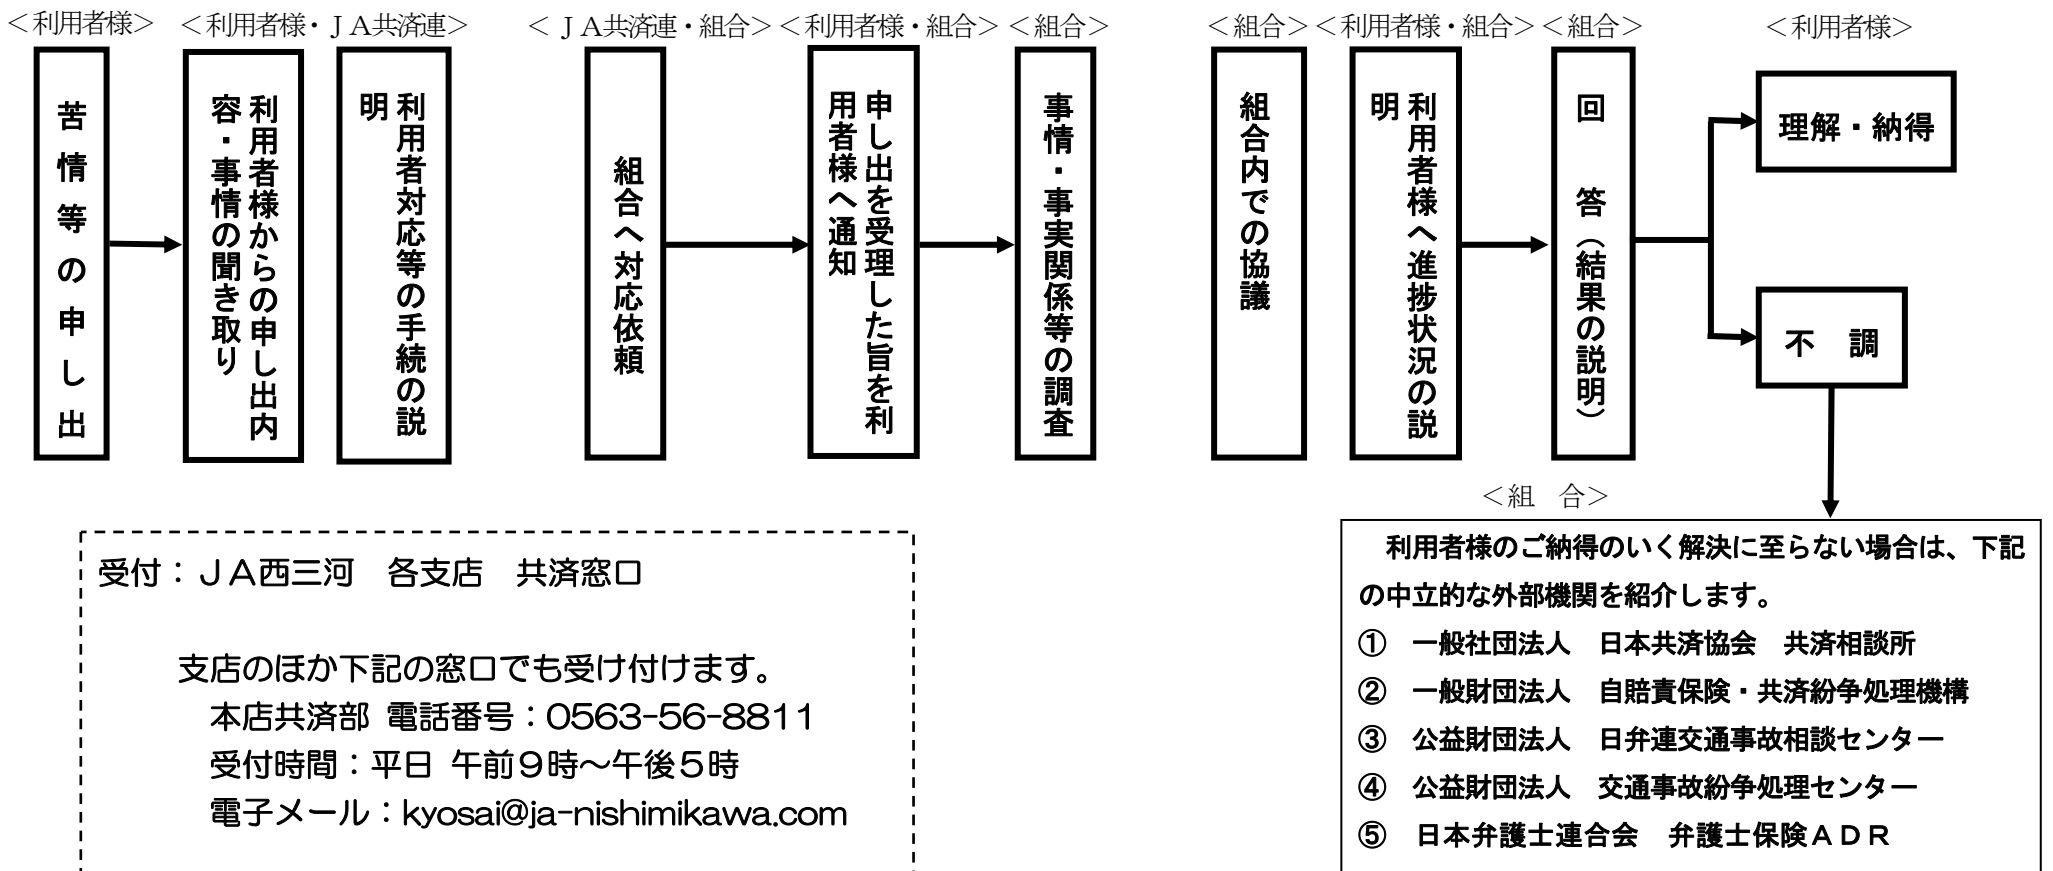 ＜利用者様＞
＜利用者様・ＪＡ共済連＞
＜ＪＡ共済連・組合＞
＜利用者様・組合＞
＜組合＞
＜組合＞
＜利用者様・組合＞
＜組合＞
＜利用者様＞
苦情等の申し出
利用者様からの申し出内
容・事情の聞き取り
利用者対応等の手続の説
明
組合へ対応依頼
申し出を受理した旨を利
用者様へ通知
事情・事実関係等の調査
組合内での協議
利用者様へ進捗状況の説
明
回　答（結果の説明）
理解・納得
不　調
＜組　合＞
利用者様のご納得のいく解決に至らない場合は、下記
の中立的な外部機関を紹介します。
①　一般社団法人　日本共済協会　共済相談所
②　一般財団法人　自賠責保険・共済紛争処理機構
③　公益財団法人　日弁連交通事故相談センター
④　公益財団法人　交通事故紛争処理センター
⑤　日本弁護士連合会　弁護士保険ＡＤＲ
受付：ＪＡ西三河　各支店　共済窓口
支店のほか下記の窓口でも受け付けます。
本店共済部 電話番号：0563-56-8811
受付時間：平日 午前９時～午後５時
電子メール：kyosai@ja-nishimikawa.com